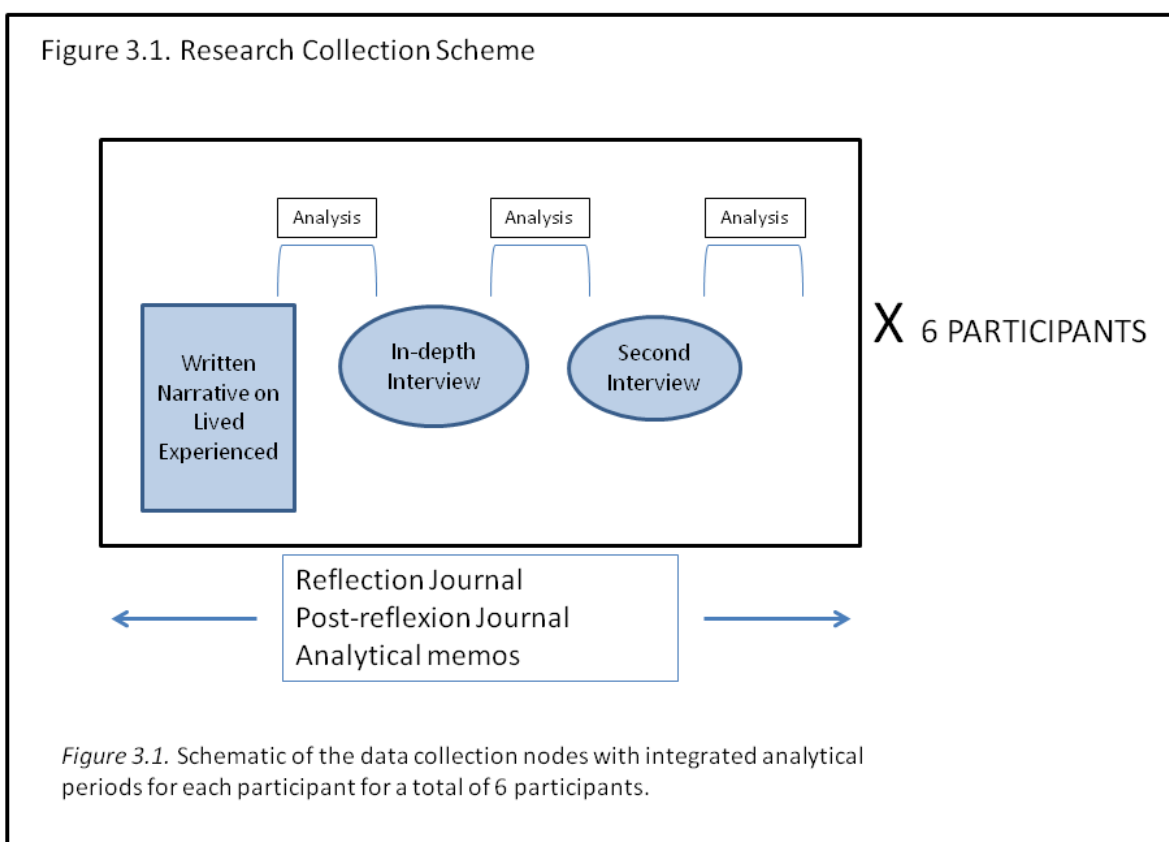 Figure 3.1. Research Collection Scheme
Analysis
Analysis
Analysis
Written
Narrative on
Lived
Experienced
In-depth
Interview
Second
Interview
X 6 PARTICIPANTS
Reflection Journal
Post-reflexion Journal
Analytical memos
Figure 3.1. Schematic of the data collection nodes with integrated analytical
periods for each participant for a total of 6 participants.